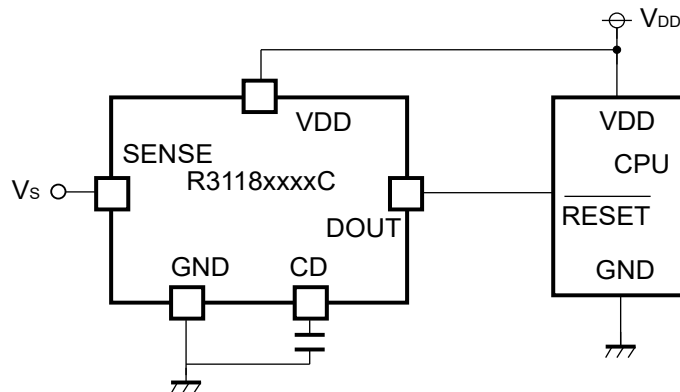 VDD
VDD
VDD
SENSE
CPU
R3118xxxxC
VS
RESET
DOUT
GND
CD
GND